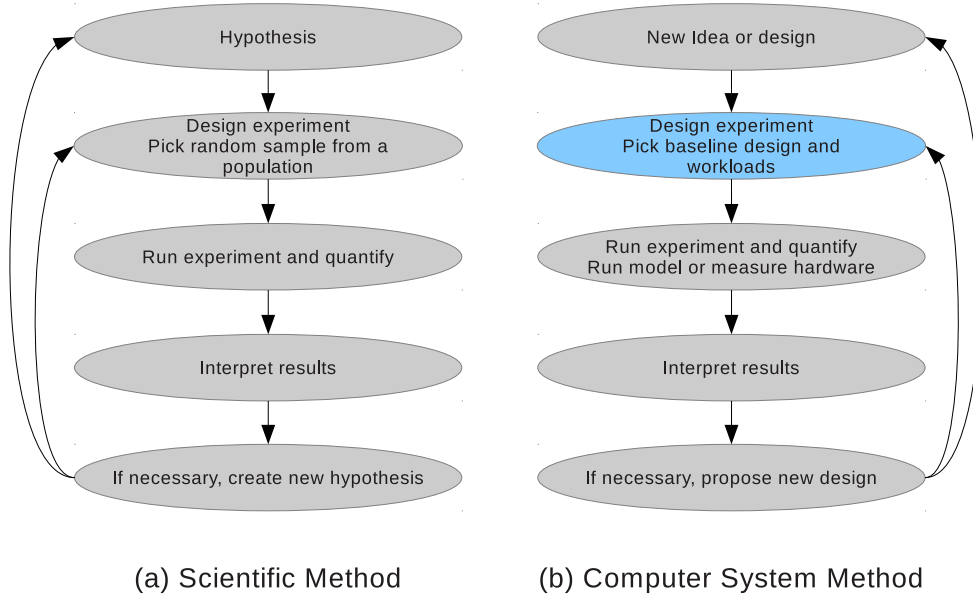 Hypothesis
Design experiment
Pick random sample from a
population
Run experiment and quantify
Interpret results
If necessary, create new hypothesis
(a) Scientific Method
New Idea or design
Design experiment
Pick baseline design and
workloads
Run experiment and quantify
Run model or measure hardware
Interpret results
If necessary, propose new design
(b) Computer System Method